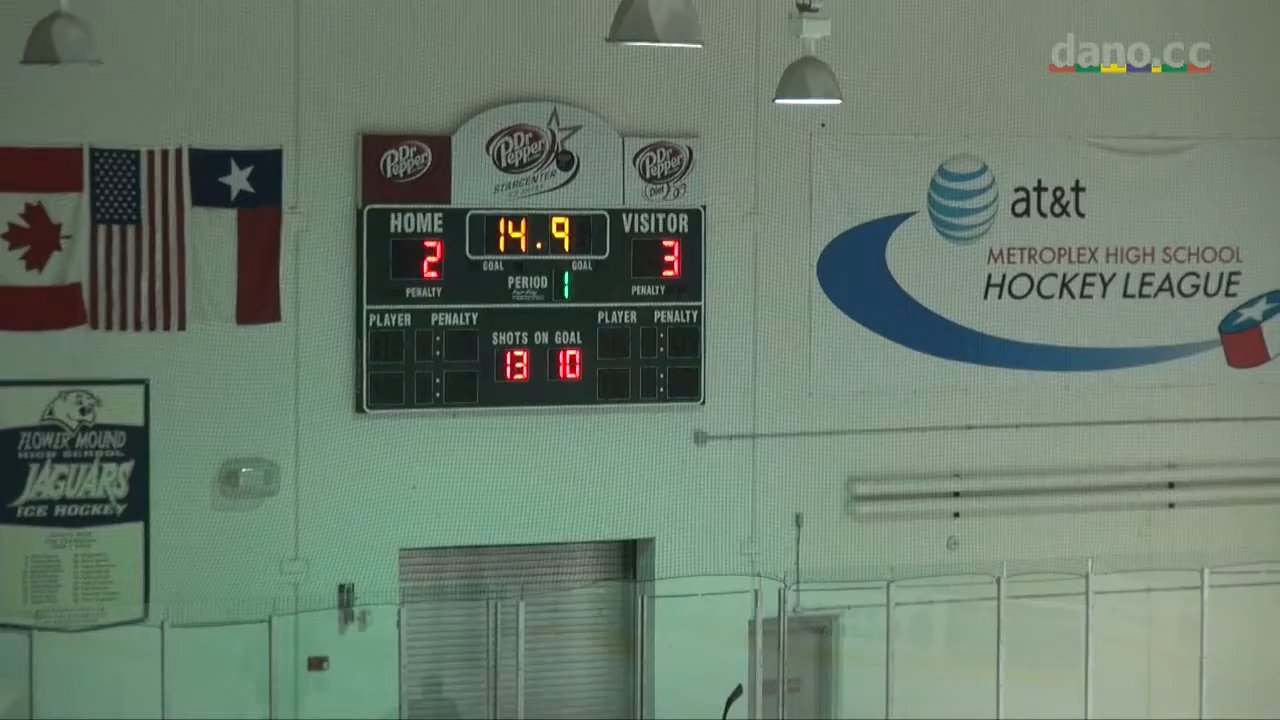 dano.cc
Dr Pepper
Dr Pepper
STARCENTER
Dr Pepper
Diet
HOME
14.9
VISITOR
2
3
GOAL
GOAL
PERIOD
1
PENALTY
PENALTY
PLAYER PENALTY
PLAYER PENALTY
SHOTS ON GOAL
13
10
at&t
METROPLEX HIGH SCHOOL
HOCKEY LEAGUE
FLOWER MOUND
HIGH SCHOOL
JAGUARS
ICE HOCKEY